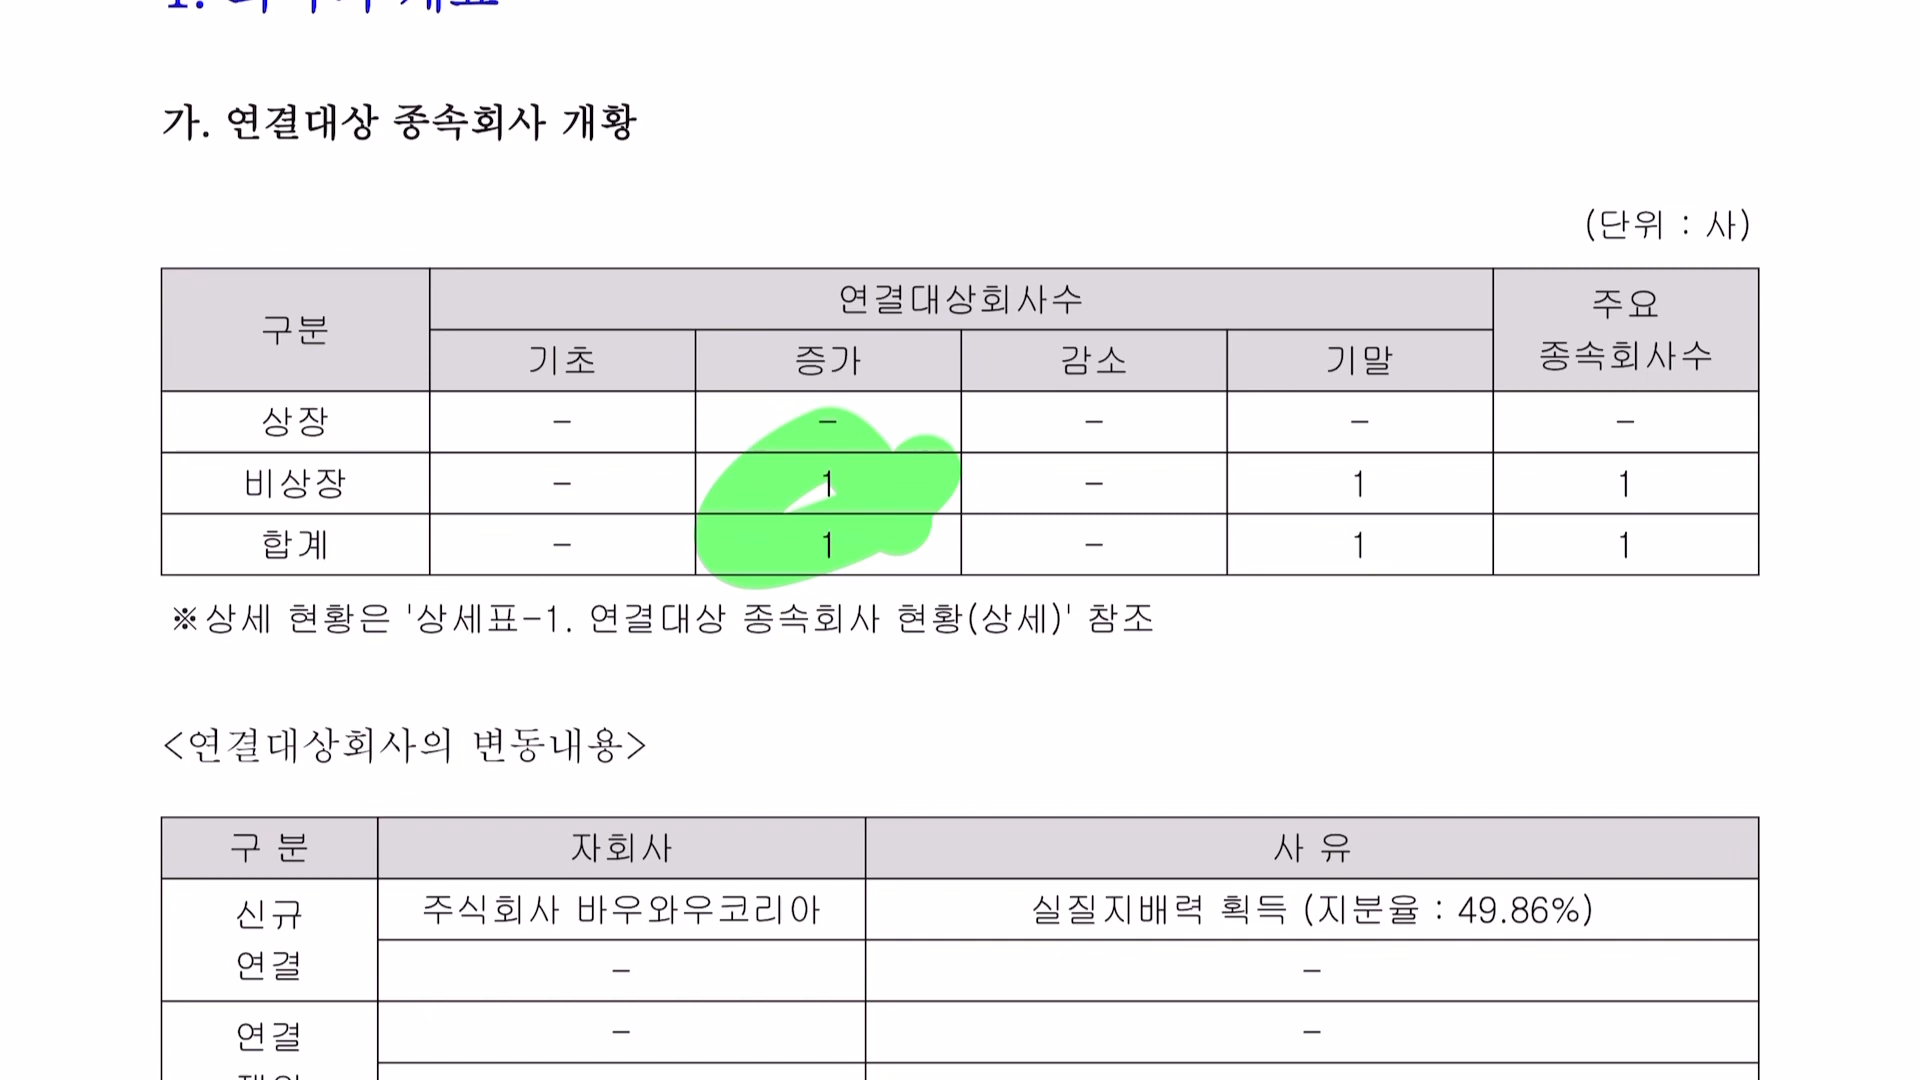 가. 연결대상 종속회사 개황
(단위 : 사)
구분 연결대상회사수 주요 종속회사수
기초 증가 감소 기말
상장 - - - - -
비상장 - 1 - 1 1
합계 - 1 - 1 1
※상세 현황은 '상세표-1. 연결대상 종속회사 현황(상세)' 참조
<연결대상회사의 변동내용>
구 분 자회사 사 유
신규 연결 주식회사 바우와우코리아 실질지배력 획득 (지분율 : 49.86%)
- -
연결 - -